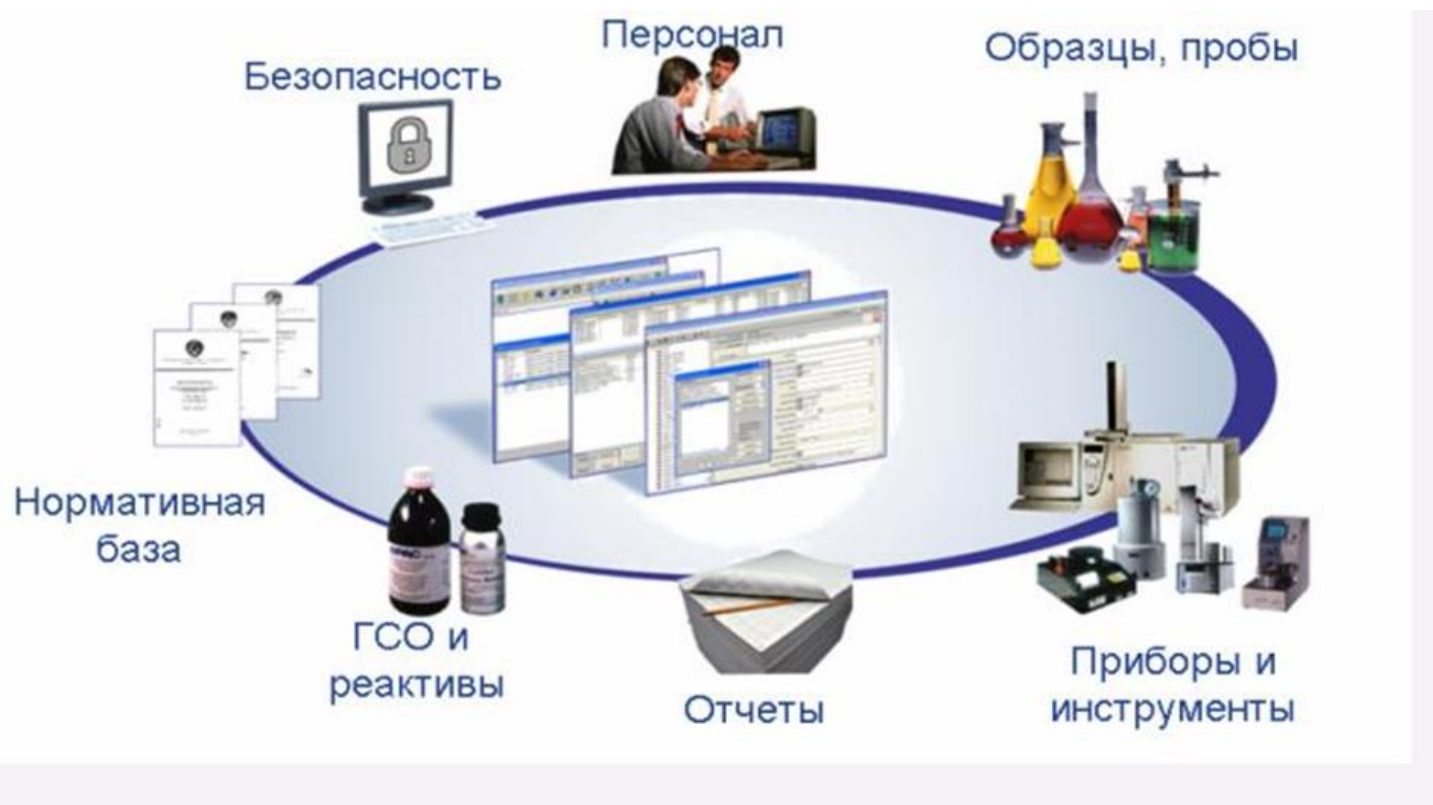 Персонал
Образцы, пробы
Безопасность
Нормативная
база
ГСО и
реактивы
Отчеты
Приборы и
инструменты